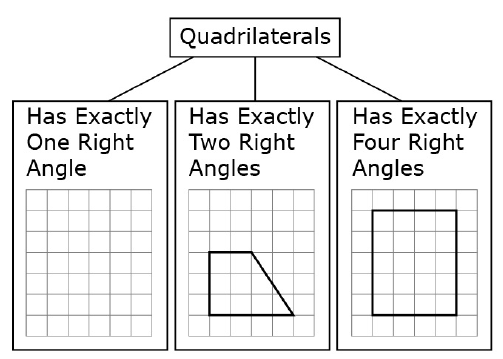 Quadrilaterals
Has Exactly
One Right
Angle
Has Exactly
Two Right
Angles
Has Exactly
Four Right
Angles